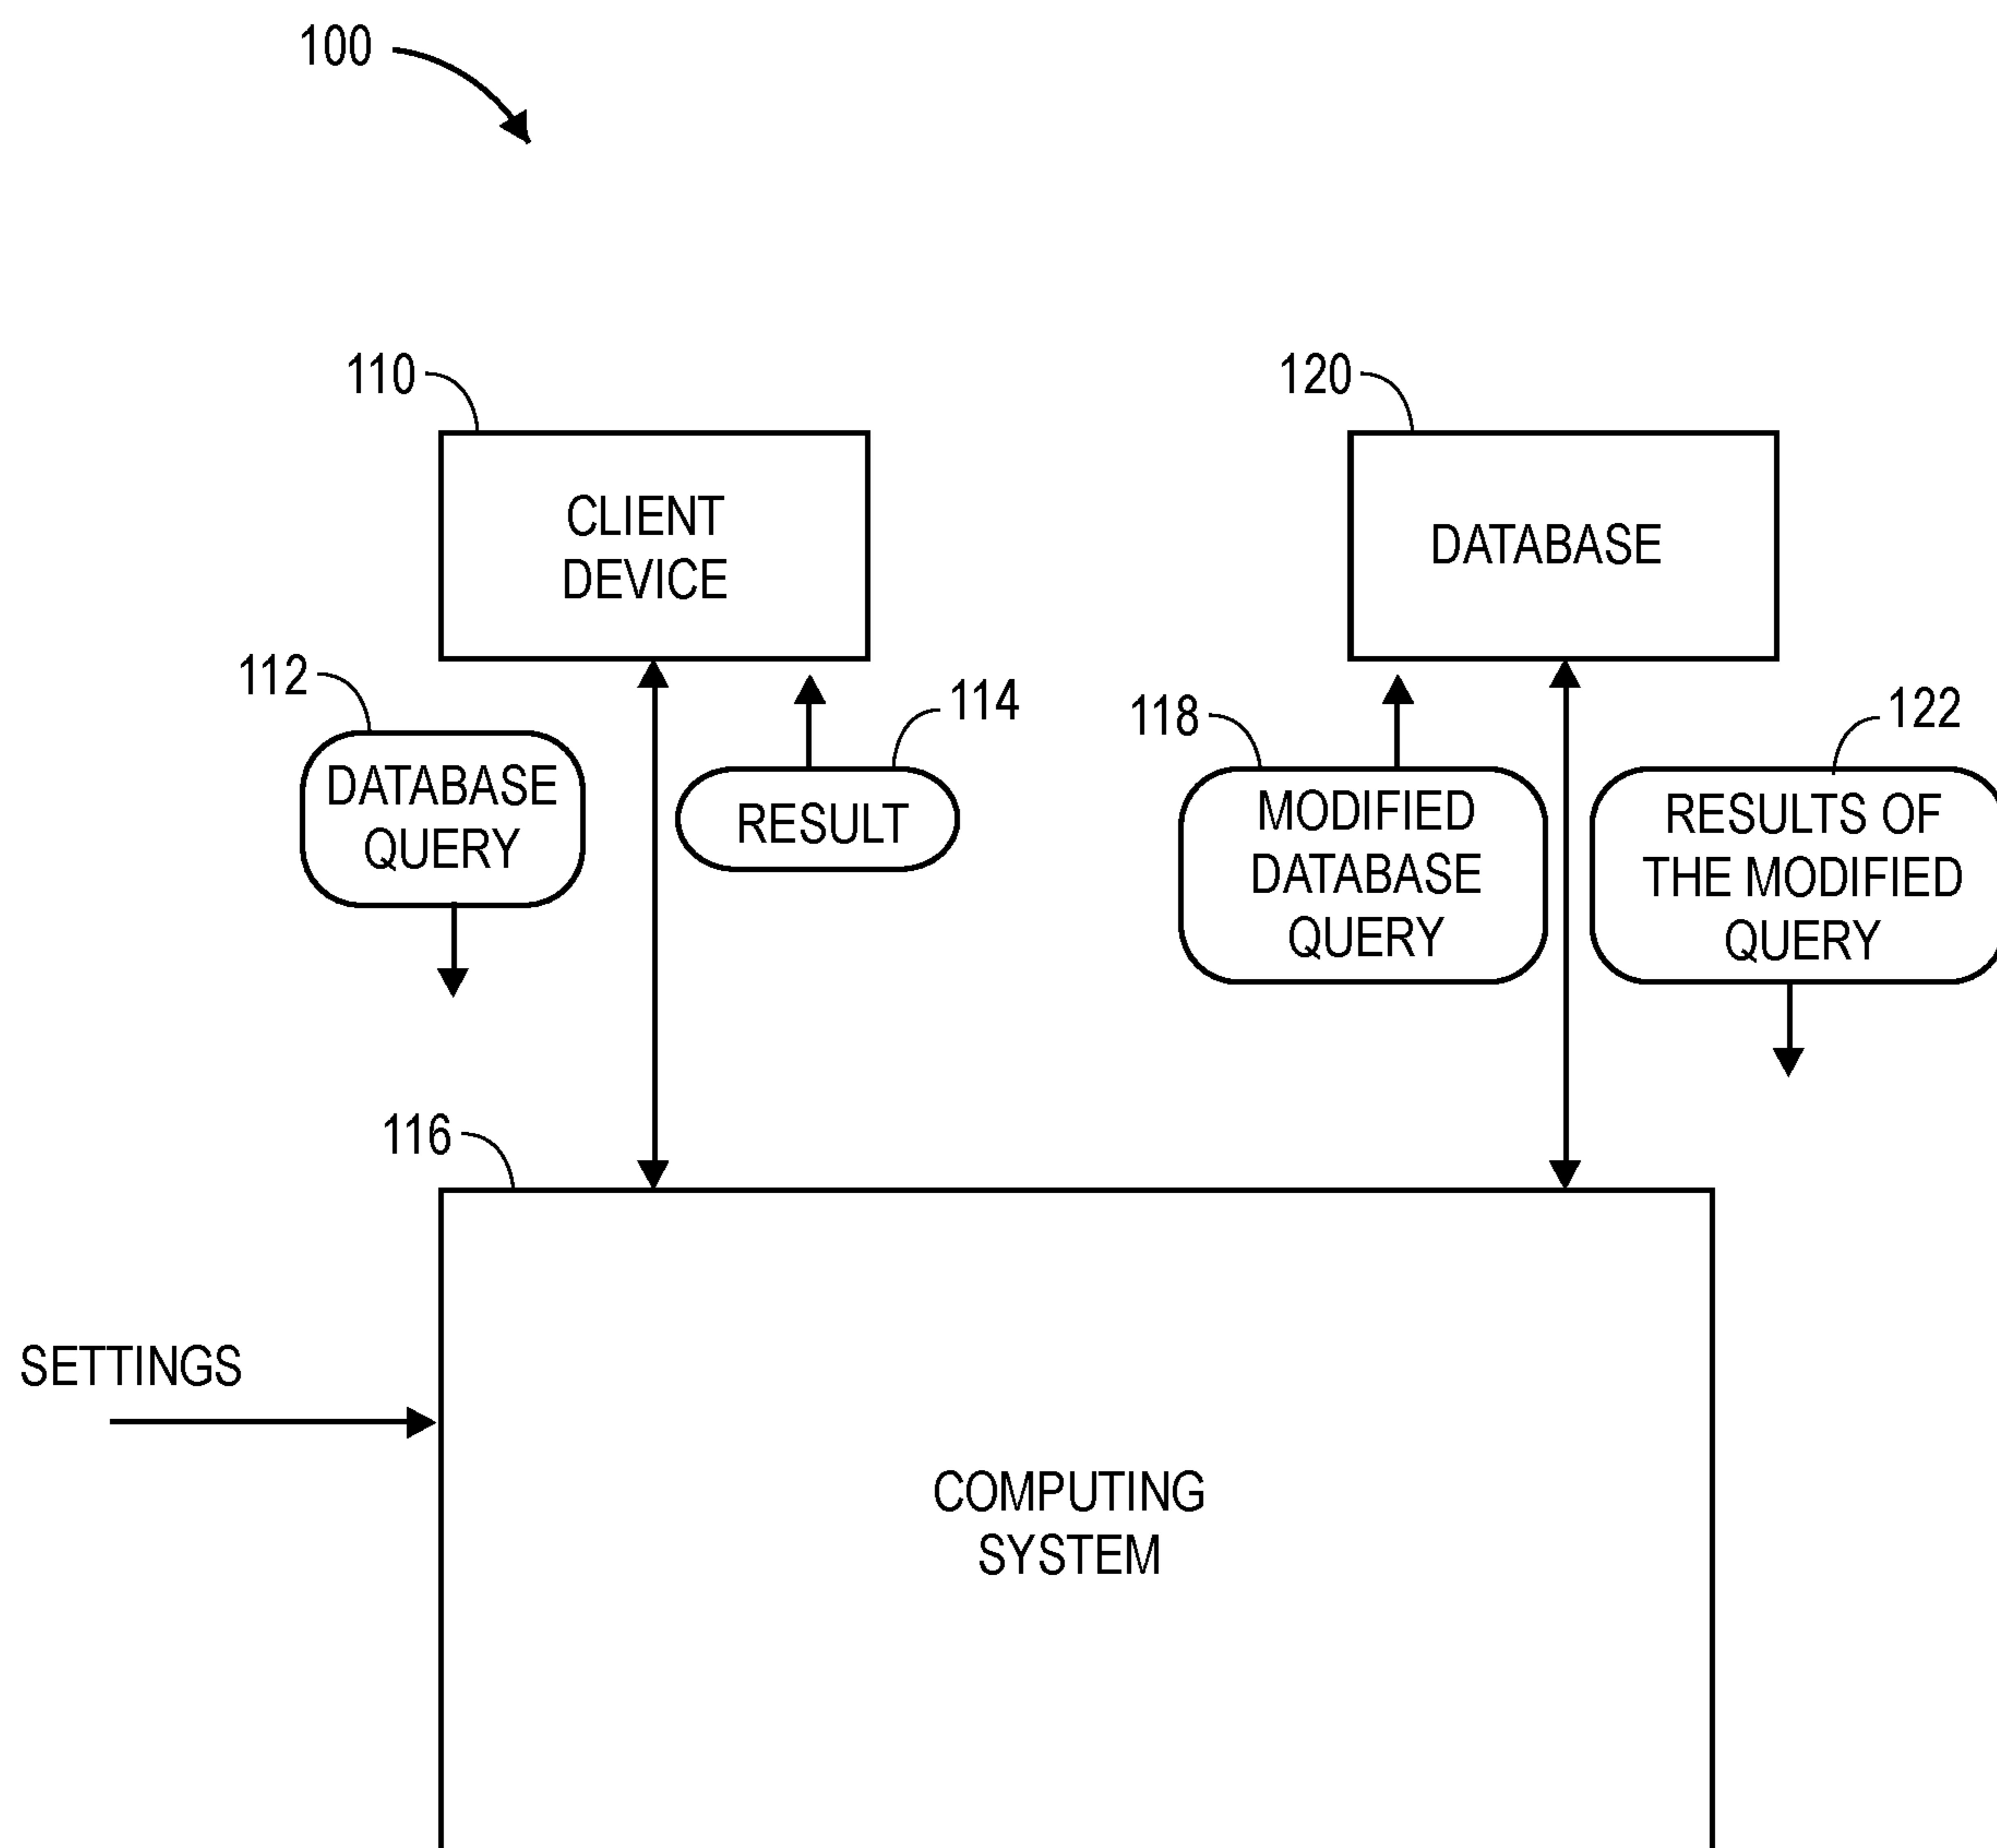 100
110
120
CLIENT
DEVICE
DATABASE
112
114
118
122
DATABASE
QUERY
RESULT
MODIFIED
DATABASE
QUERY
RESULTS OF
THE MODIFIED
QUERY
116
SETTINGS
COMPUTING
SYSTEM